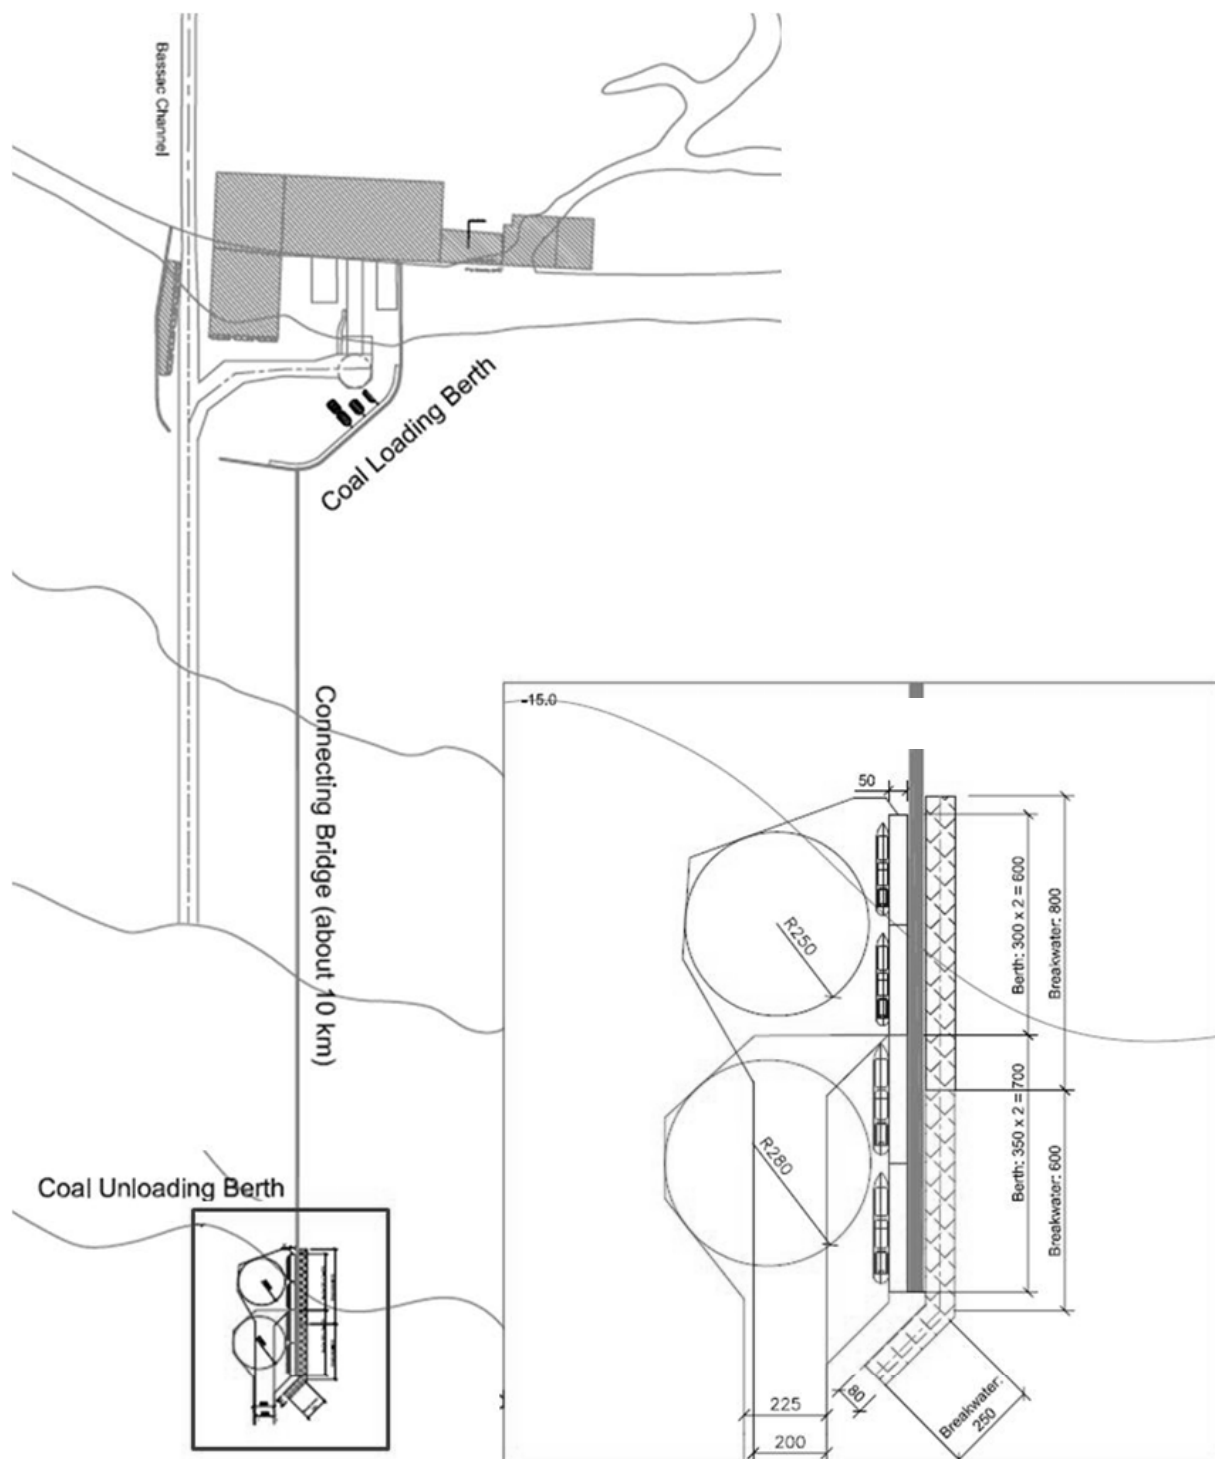 Bassac Channel
Coal Loading Berth
Connecting Bridge (about 10 km)
Coal Unloading Berth
-15.0
50
R250
Berth: 300 x 2 = 600
Breakwater: 800
R280
Berth: 350 x 2 = 700
Breakwater: 600
80
Breakwater:
250
225
200